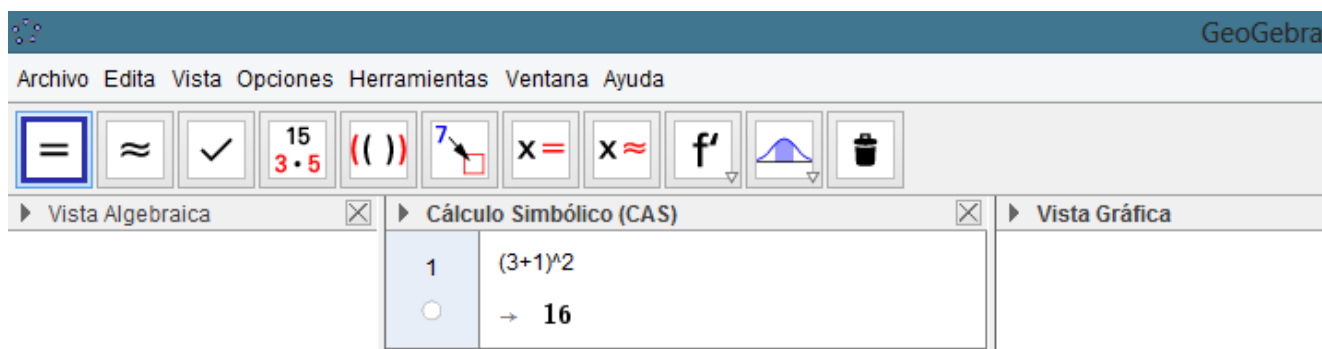 GeoGebra
Archivo Edita Vista Opciones Herramientas Ventana Ayuda
= ≈ ✓ 15 3·5 (( )) 7 x= x≈ f′
Vista Algebraica
Cálculo Simbólico (CAS)
Vista Gráfica
1 (3+1)^2
→ 16